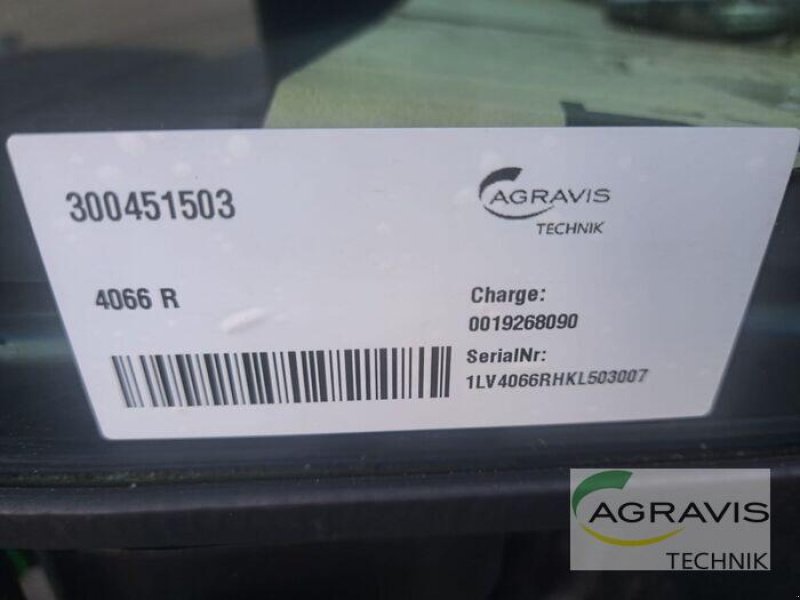 300451503
AGRAVIS
TECHNIK
4066 R
Charge:
0019268090
SerialNr:
1LV4066RHKL503007
AGRAVIS
TECHNIK